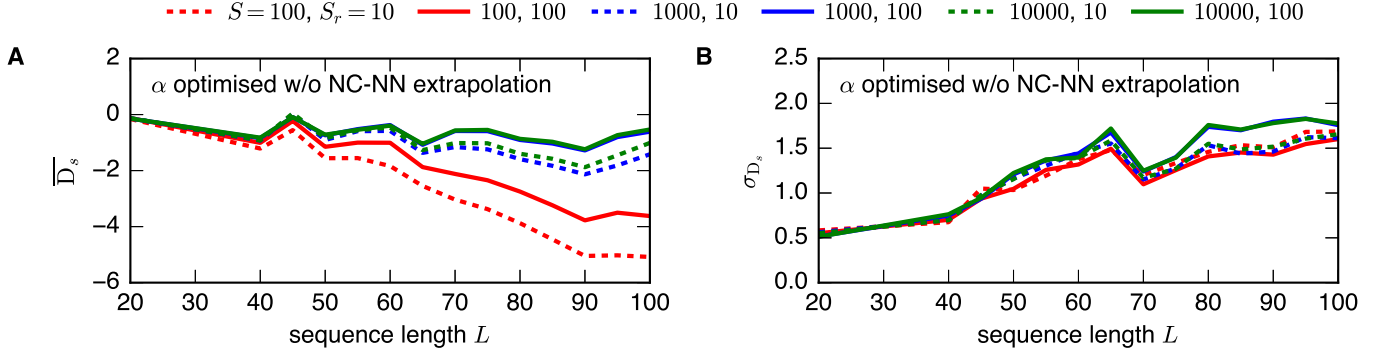 S = 100, S_r = 10   100, 100   1000, 10   1000, 100   10000, 10   10000, 100
A
α optimised w/o NC-NN extrapolation
2
0
−2
−4
−6
D̅_s
20 30 40 50 60 70 80 90 100
sequence length L
B
α optimised w/o NC-NN extrapolation
2.5
2.0
1.5
1.0
0.5
0.0
σ_{D_s}
20 30 40 50 60 70 80 90 100
sequence length L